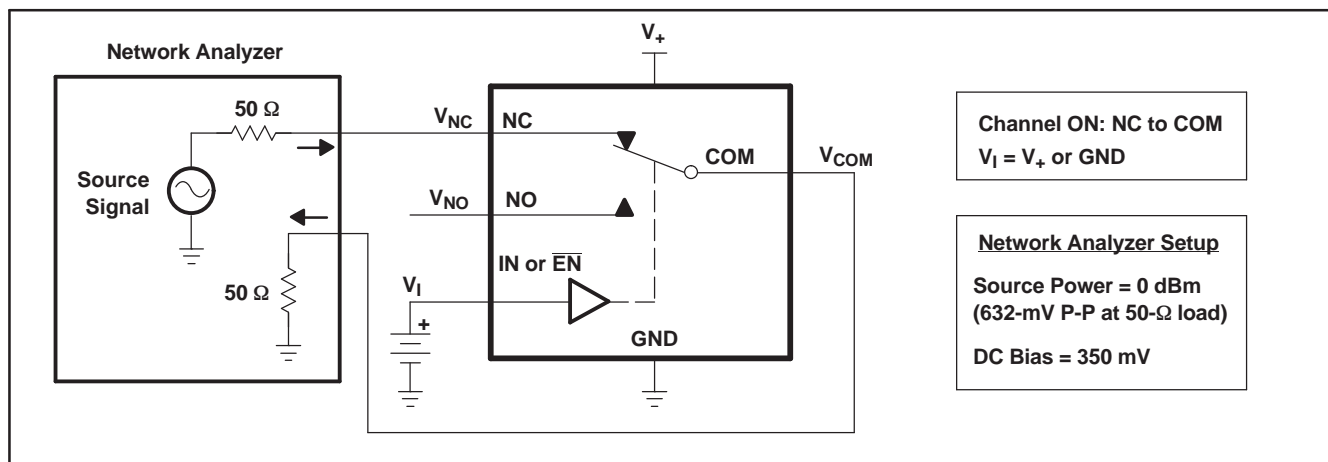 Network Analyzer
50 Ω
Source
Signal
50 Ω
V+
VNC
NC
COM
VCOM
VNO
NO
IN or E̅N̅
VI
+
GND
Channel ON: NC to COM
VI = V+ or GND
Network Analyzer Setup
Source Power = 0 dBm
(632-mV P-P at 50-Ω load)
DC Bias = 350 mV